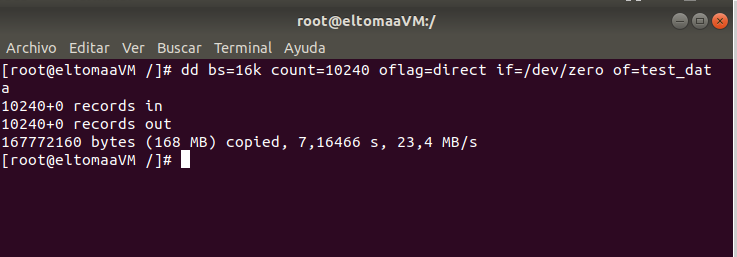 root@eltomaaVM:/
Archivo Editar Ver Buscar Terminal Ayuda
[root@eltomaaVM /]# dd bs=16k count=10240 oflag=direct if=/dev/zero of=test_dat
a
10240+0 records in
10240+0 records out
167772160 bytes (168 MB) copied, 7,16466 s, 23,4 MB/s
[root@eltomaaVM /]#